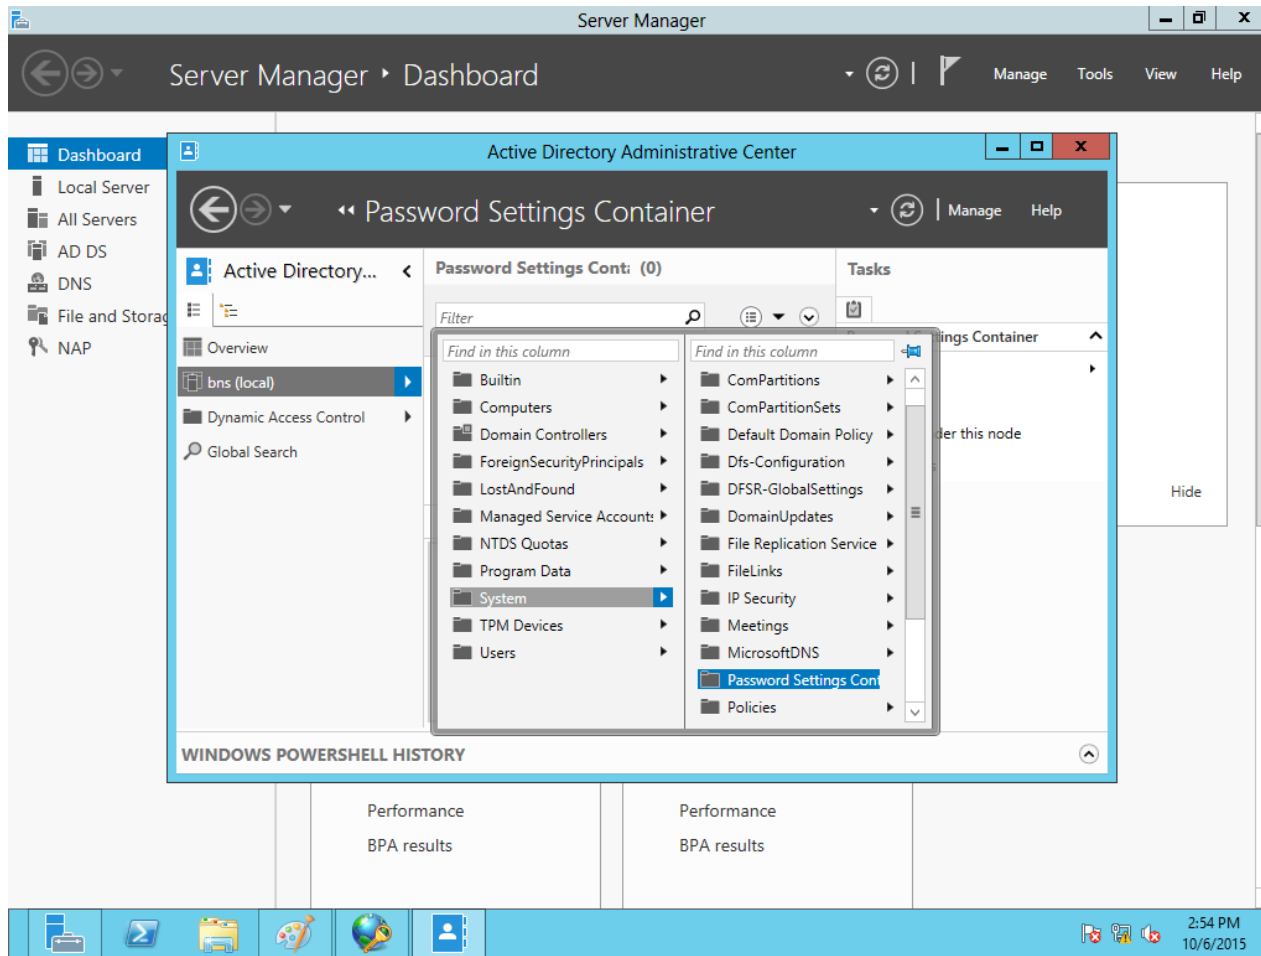 Server Manager
Server Manager • Dashboard
Manage Tools View Help
Dashboard
Local Server
All Servers
AD DS
DNS
File and Storag
NAP
Active Directory Administrative Center
Password Settings Container
Manage Help
Active Directory...
Overview
bns (local)
Dynamic Access Control
Global Search
Password Settings Conta (0)
Filter
Tasks
tings Container
der this node
Find in this column
Builtin
Computers
Domain Controllers
ForeignSecurityPrincipals
LostAndFound
Managed Service Accounts
NTDS Quotas
Program Data
System
TPM Devices
Users
Find in this column
ComPartitions
ComPartitionSets
Default Domain Policy
Dfs-Configuration
DFSR-GlobalSettings
DomainUpdates
File Replication Service
FileLinks
IP Security
Meetings
MicrosoftDNS
Password Settings Cont
Policies
Hide
WINDOWS POWERSHELL HISTORY
Performance
BPA results
Performance
BPA results
2:54 PM
10/6/2015